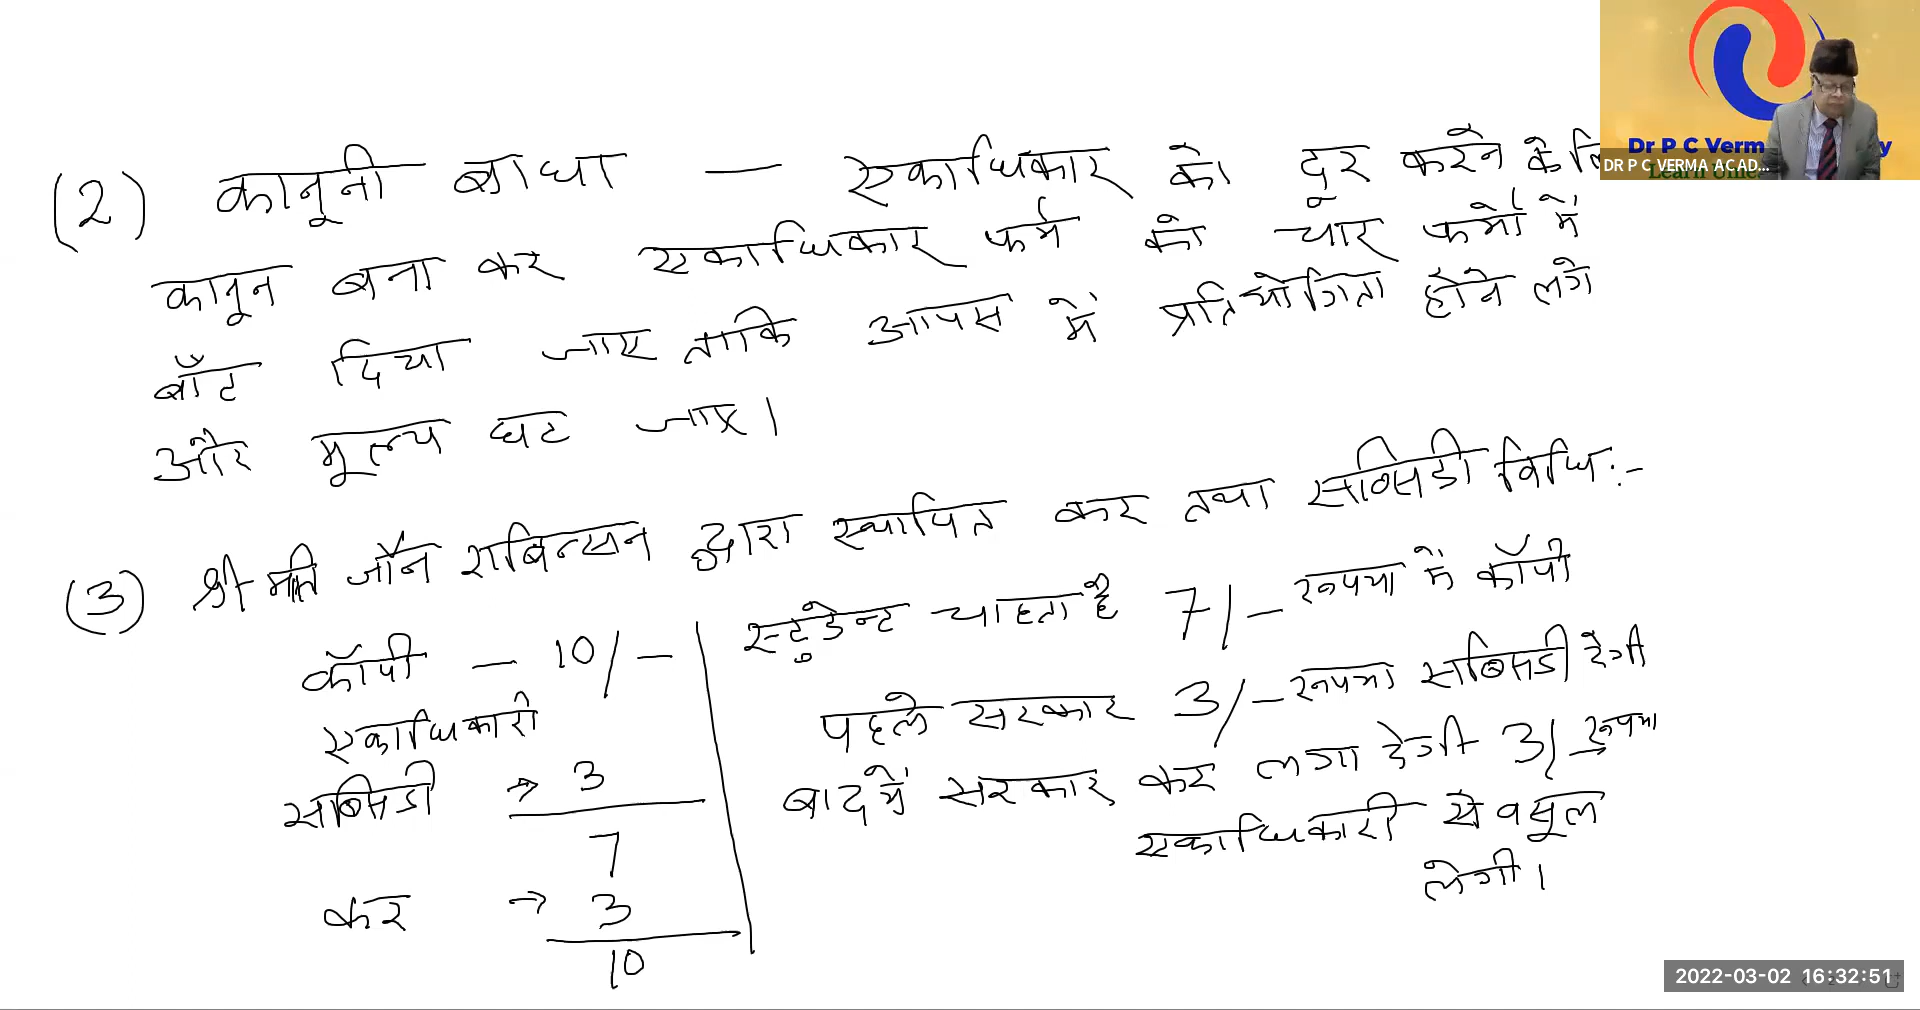 (2) कानूनी बाधा — एकाधिकार को दूर करने के लि
कानून बना कर एकाधिकार फर्म को चार फर्मों में
बाँट दिया जाए ताकि आपस में प्रतियोगिता होने लगे
और मूल्य घट जाए।
(3) श्रीमति जॉन राबिन्सन द्वारा स्थापित कर तथा सब्सिडी विधि:-
कॉपी — 10/—
एकाधिकारी
सब्सिडी → 3
7
कर → 3
10
स्टुडेन्ट चाहता है 7/— रूपया में कॉपी
पहले सरकार 3/— रूपया सब्सिडी देगी
बाद में सरकार कर लगा देगी 3/— रूपया
एकाधिकारी से वसूल
लेगी।
Dr P C Verm y
DR P C VERMA ACAD...
2022-03-02 16:32:51